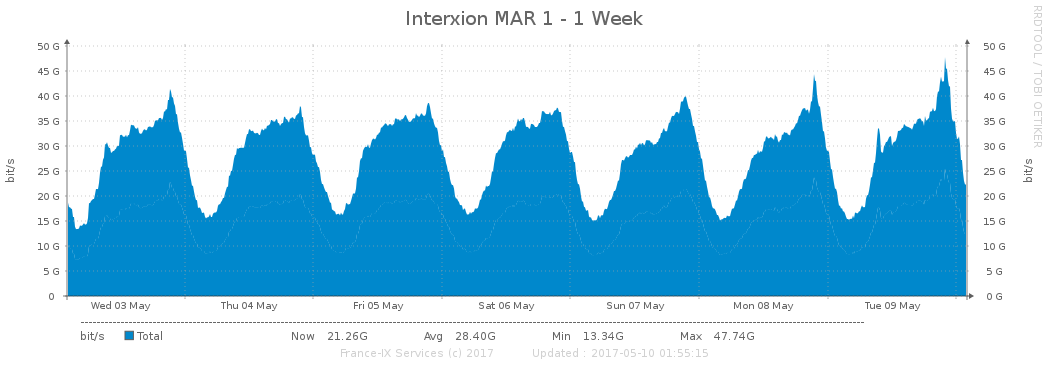 Interxion MAR 1 - 1 Week
RRDTOOL / TOBI OETIKER
bit/s
50 G 50 G
45 G 45 G
40 G 40 G
35 G 35 G
30 G 30 G
25 G 25 G
20 G 20 G
15 G 15 G
10 G 10 G
5 G 5 G
0 0 G
bit/s
Wed 03 May Thu 04 May Fri 05 May Sat 06 May Sun 07 May Mon 08 May Tue 09 May
bit/s Total Now 21.26G Avg 28.40G Min 13.34G Max 47.74G
France-IX Services (c) 2017 Updated : 2017-05-10 01:55:15